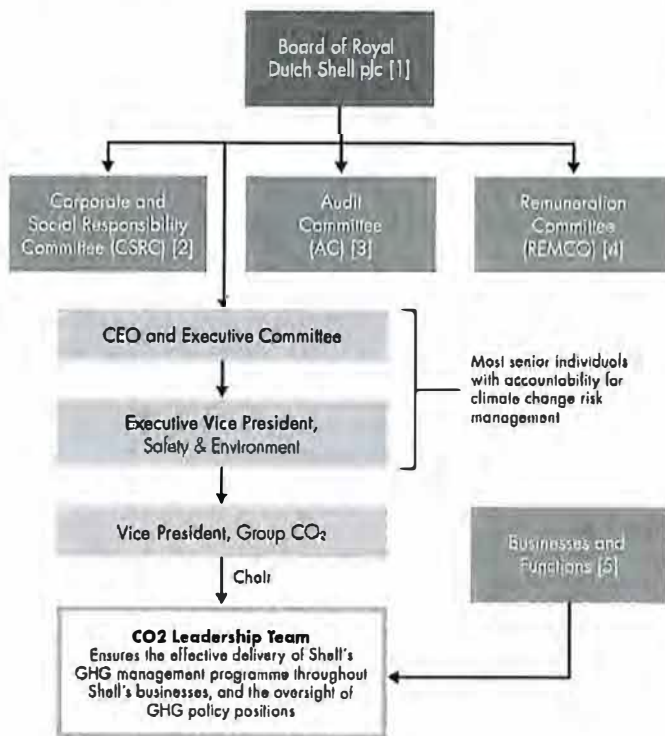 Board of Royal
Dutch Shell plc [1]
Corporate and
Social Responsibility
Committee (CSRC) [2]
Audit
Committee
(AC) [3]
Remuneration
Committee
(REMCO) [4]
CEO and Executive Committee
Most senior individuals
with accountability for
climate change risk
management
Executive Vice President,
Safety & Environment
Vice President, Group CO₂
Businesses and
Functions [5]
Chair
CO2 Leadership Team
Ensures the effective delivery of Shell's
GHG management programme throughout
Shell's businesses, and the oversight of
GHG policy positions